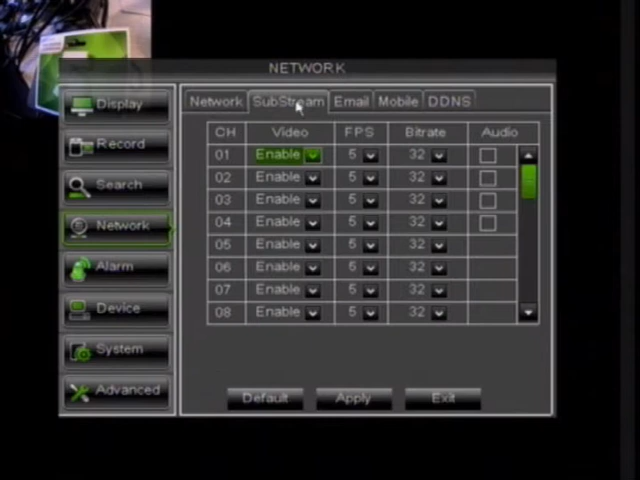 NETWORK
Display
Record
Search
Network
Alarm
Device
System
Advanced
Network SubStream Email Mobile DDNS
CH Video FPS Bitrate Audio
01 Enable 5 32
02 Enable 5 32
03 Enable 5 32
04 Enable 5 32
05 Enable 5 32
06 Enable 5 32
07 Enable 5 32
08 Enable 5 32
Default Apply Exit